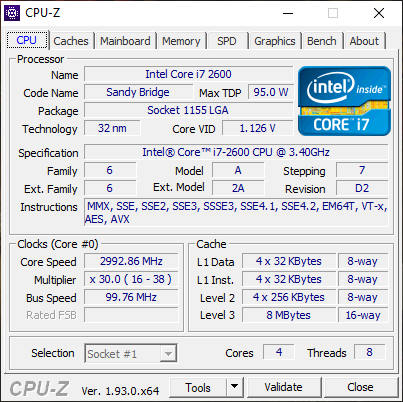 CPU-Z
CPU Caches Mainboard Memory SPD Graphics Bench About
Processor
Name Intel Core i7 2600
Code Name Sandy Bridge Max TDP 95.0 W
Package Socket 1155 LGA
Technology 32 nm Core VID 1.126 V
intel inside™
CORE™ i7
Specification Intel® Core™ i7-2600 CPU @ 3.40GHz
Family 6 Model A Stepping 7
Ext. Family 6 Ext. Model 2A Revision D2
Instructions MMX, SSE, SSE2, SSE3, SSSE3, SSE4.1, SSE4.2, EM64T, VT-x,
AES, AVX
Clocks (Core #0)
Core Speed 2992.86 MHz
Multiplier x 30.0 ( 16 - 38 )
Bus Speed 99.76 MHz
Rated FSB
Cache
L1 Data 4 x 32 KBytes 8-way
L1 Inst. 4 x 32 KBytes 8-way
Level 2 4 x 256 KBytes 8-way
Level 3 8 MBytes 16-way
Selection Socket #1 Cores 4 Threads 8
CPU-Z Ver. 1.93.0.x64 Tools Validate Close